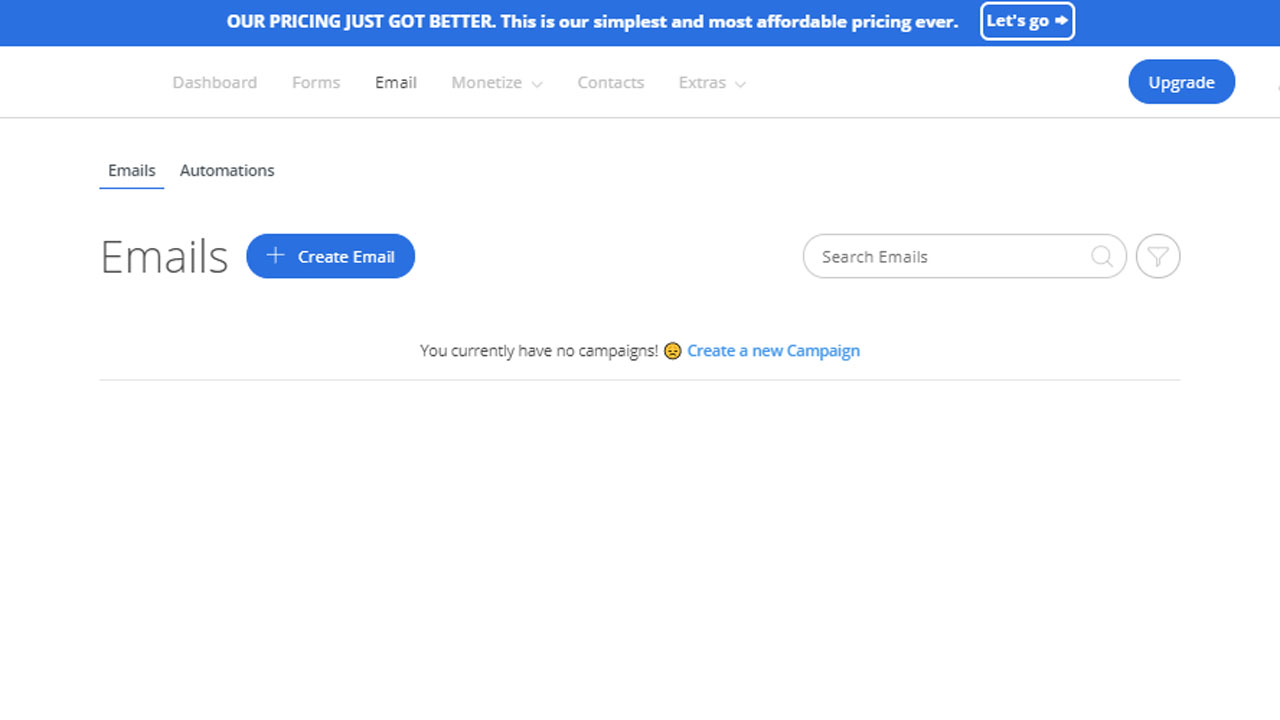 OUR PRICING JUST GOT BETTER. This is our simplest and most affordable pricing ever. Let's go
Dashboard Forms Email Monetize Contacts Extras Upgrade
Emails Automations
Emails Create Email Search Emails
You currently have no campaigns! 😞 Create a new Campaign